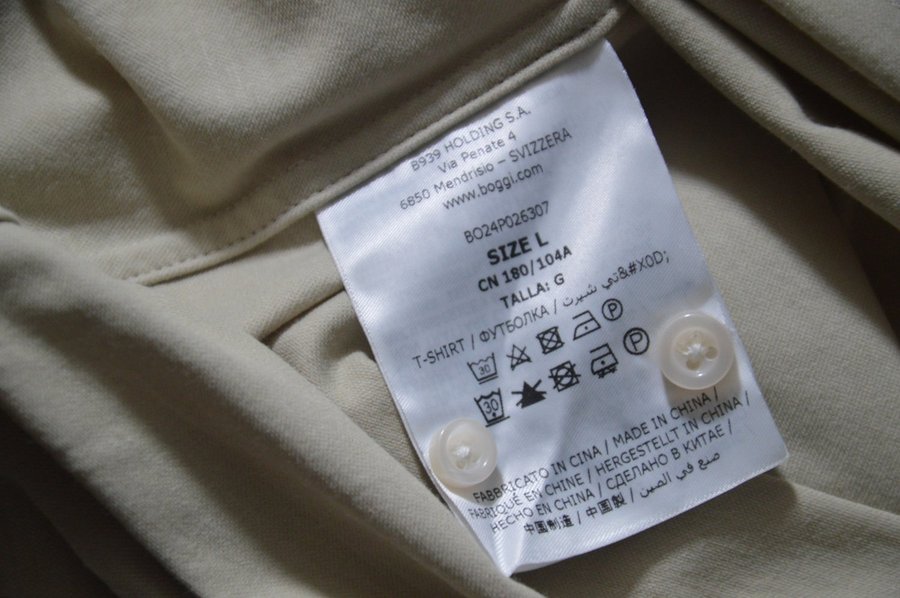 B939 HOLDING S.A.
Via Penate 4
6850 Mendrisio – SVIZZERA
www.boggi.com
BO24P026307
SIZE L
CN 180/104A
TALLA: G
T-SHIRT / ФУТБОЛКА / تي شيرت&#X0D;
30
P
30
P
FABBRICATO IN CINA / MADE IN CHINA /
FABRIQUÉ EN CHINE / HERGESTELLT IN CHINA /
HECHO EN CHINA / СДЕЛАНО В КИТАЕ /
中国制造 / 中国製 / صنع في الصين